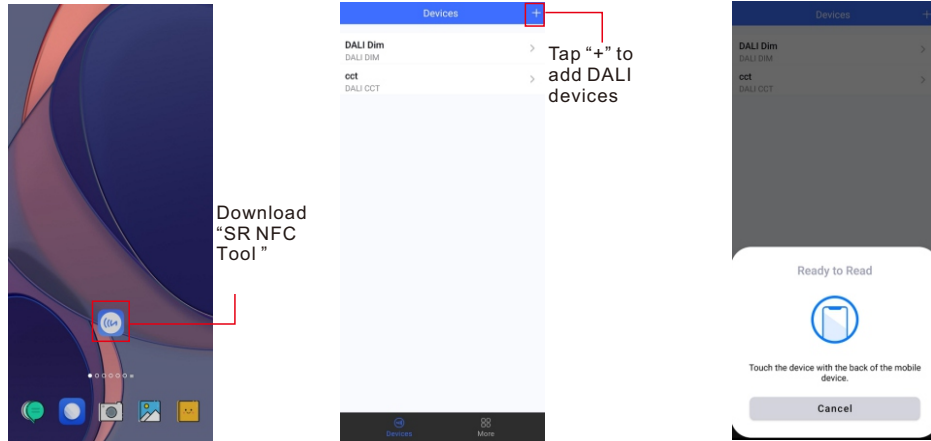 Download
“SR NFC
Tool ”
Devices
+
DALI Dim
DALI DIM
cct
DALI CCT
Devices
More
Tap “+” to
add DALI
devices
Devices
+
DALI Dim
DALI DIM
cct
DALI CCT
Ready to Read
Touch the device with the back of the mobile
device.
Cancel